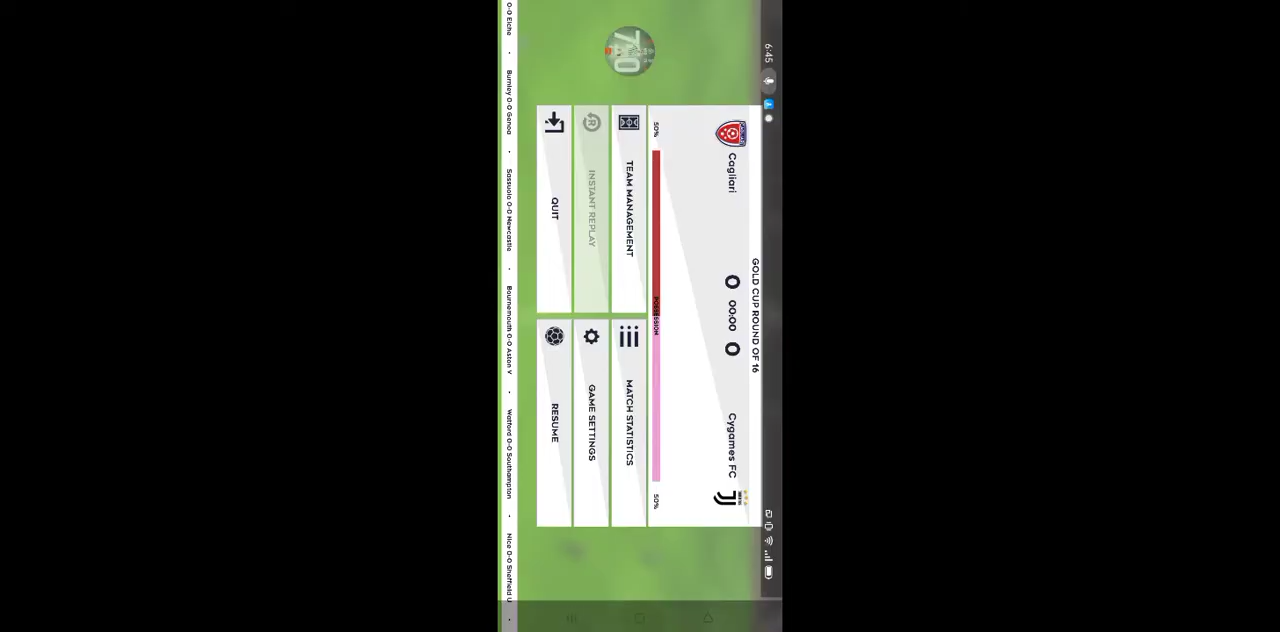 6:45
GOLD CUP ROUND OF 16
Cagliari 0 00:00 0 Cygames FC
50% POSSESSION 50%
TEAM MANAGEMENT
MATCH STATISTICS
INSTANT REPLAY
GAME SETTINGS
QUIT
RESUME
0-0 Elche • Burnley 0-0 Genoa • Sassuolo 0-0 Newcastle • Bournemouth 0-0 Aston V • Watford 0-0 Southampton • Nice 0-0 Sheffield U •